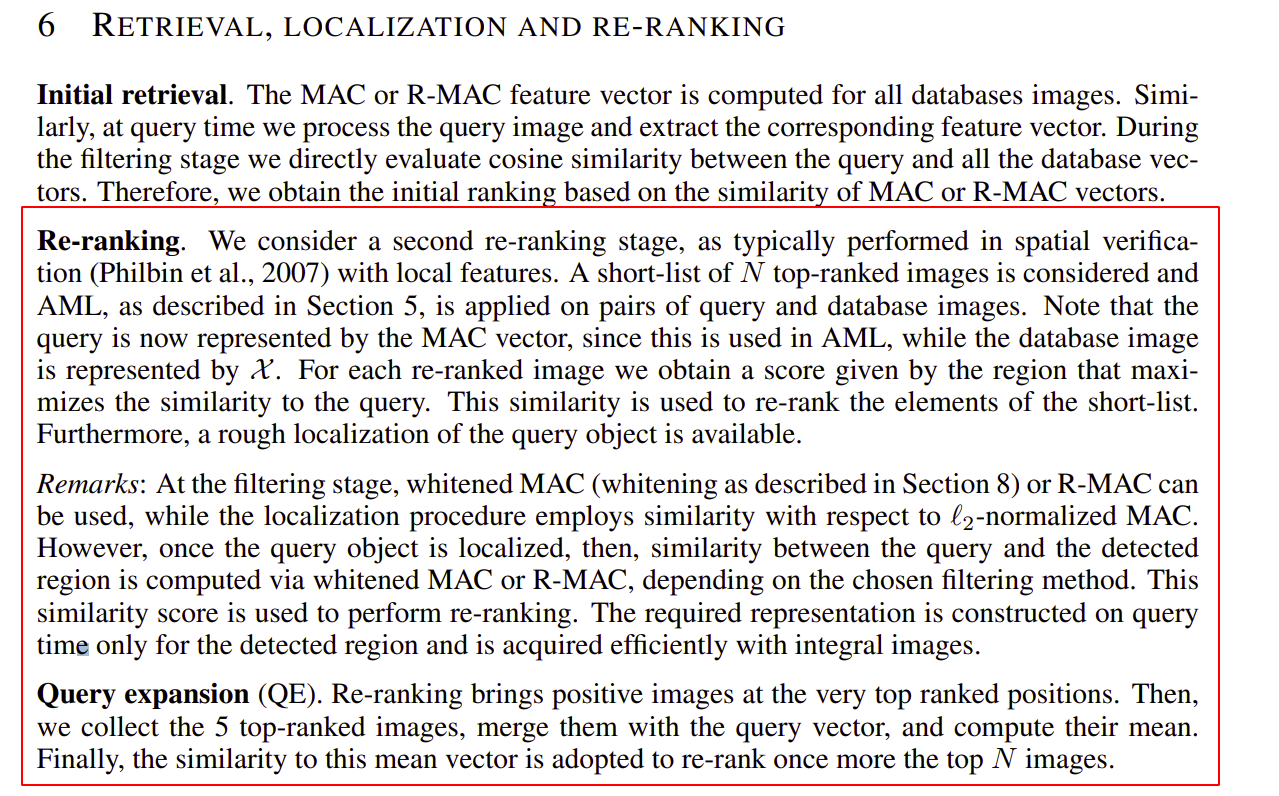 6 RETRIEVAL, LOCALIZATION AND RE-RANKING
Initial retrieval. The MAC or R-MAC feature vector is computed for all databases images. Simi-
larly, at query time we process the query image and extract the corresponding feature vector. During
the filtering stage we directly evaluate cosine similarity between the query and all the database vec-
tors. Therefore, we obtain the initial ranking based on the similarity of MAC or R-MAC vectors.
Re-ranking. We consider a second re-ranking stage, as typically performed in spatial verifica-
tion (Philbin et al., 2007) with local features. A short-list of N top-ranked images is considered and
AML, as described in Section 5, is applied on pairs of query and database images. Note that the
query is now represented by the MAC vector, since this is used in AML, while the database image
is represented by 𝒳. For each re-ranked image we obtain a score given by the region that maxi-
mizes the similarity to the query. This similarity is used to re-rank the elements of the short-list.
Furthermore, a rough localization of the query object is available.
Remarks: At the filtering stage, whitened MAC (whitening as described in Section 8) or R-MAC can
be used, while the localization procedure employs similarity with respect to ℓ₂-normalized MAC.
However, once the query object is localized, then, similarity between the query and the detected
region is computed via whitened MAC or R-MAC, depending on the chosen filtering method. This
similarity score is used to perform re-ranking. The required representation is constructed on query
time only for the detected region and is acquired efficiently with integral images.
Query expansion (QE). Re-ranking brings positive images at the very top ranked positions. Then,
we collect the 5 top-ranked images, merge them with the query vector, and compute their mean.
Finally, the similarity to this mean vector is adopted to re-rank once more the top N images.